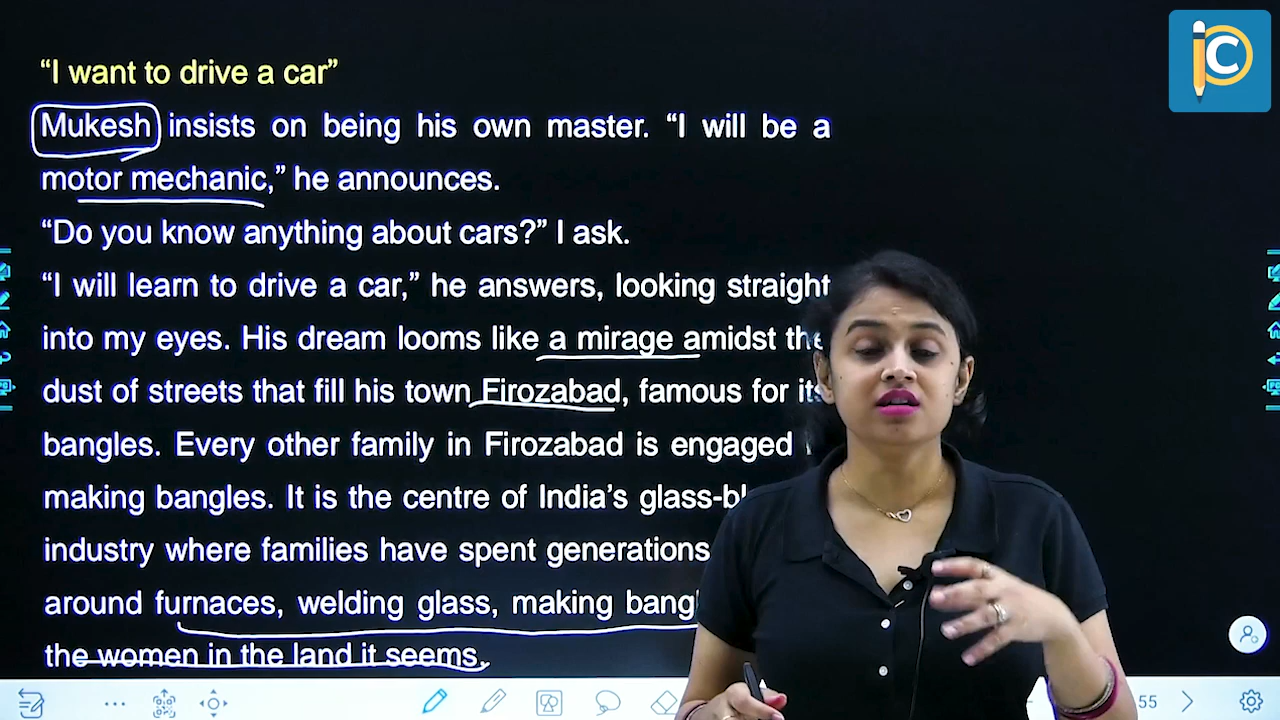 “I want to drive a car”
Mukesh insists on being his own master. “I will be a
motor mechanic,” he announces.
“Do you know anything about cars?” I ask.
“I will learn to drive a car,” he answers, looking straight
into my eyes. His dream looms like a mirage amidst the
dust of streets that fill his town Firozabad, famous for its
bangles. Every other family in Firozabad is engaged
making bangles. It is the centre of India’s glass-bl
industry where families have spent generations
around furnaces, welding glass, making bangl
the women in the land it seems.
55
C